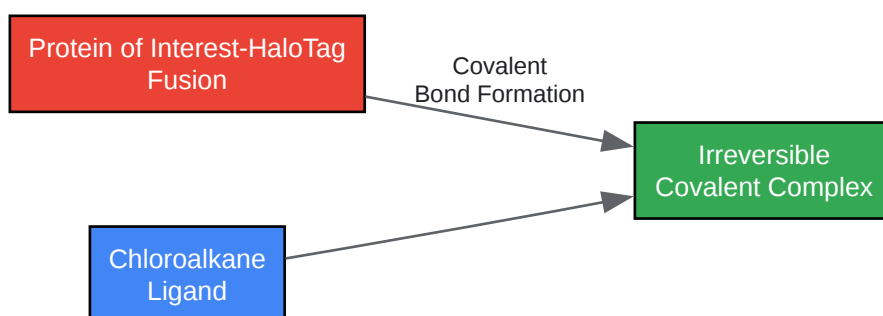 Protein of Interest-HaloTag
Fusion
Covalent
Bond Formation
Irreversible
Covalent Complex
Chloroalkane
Ligand